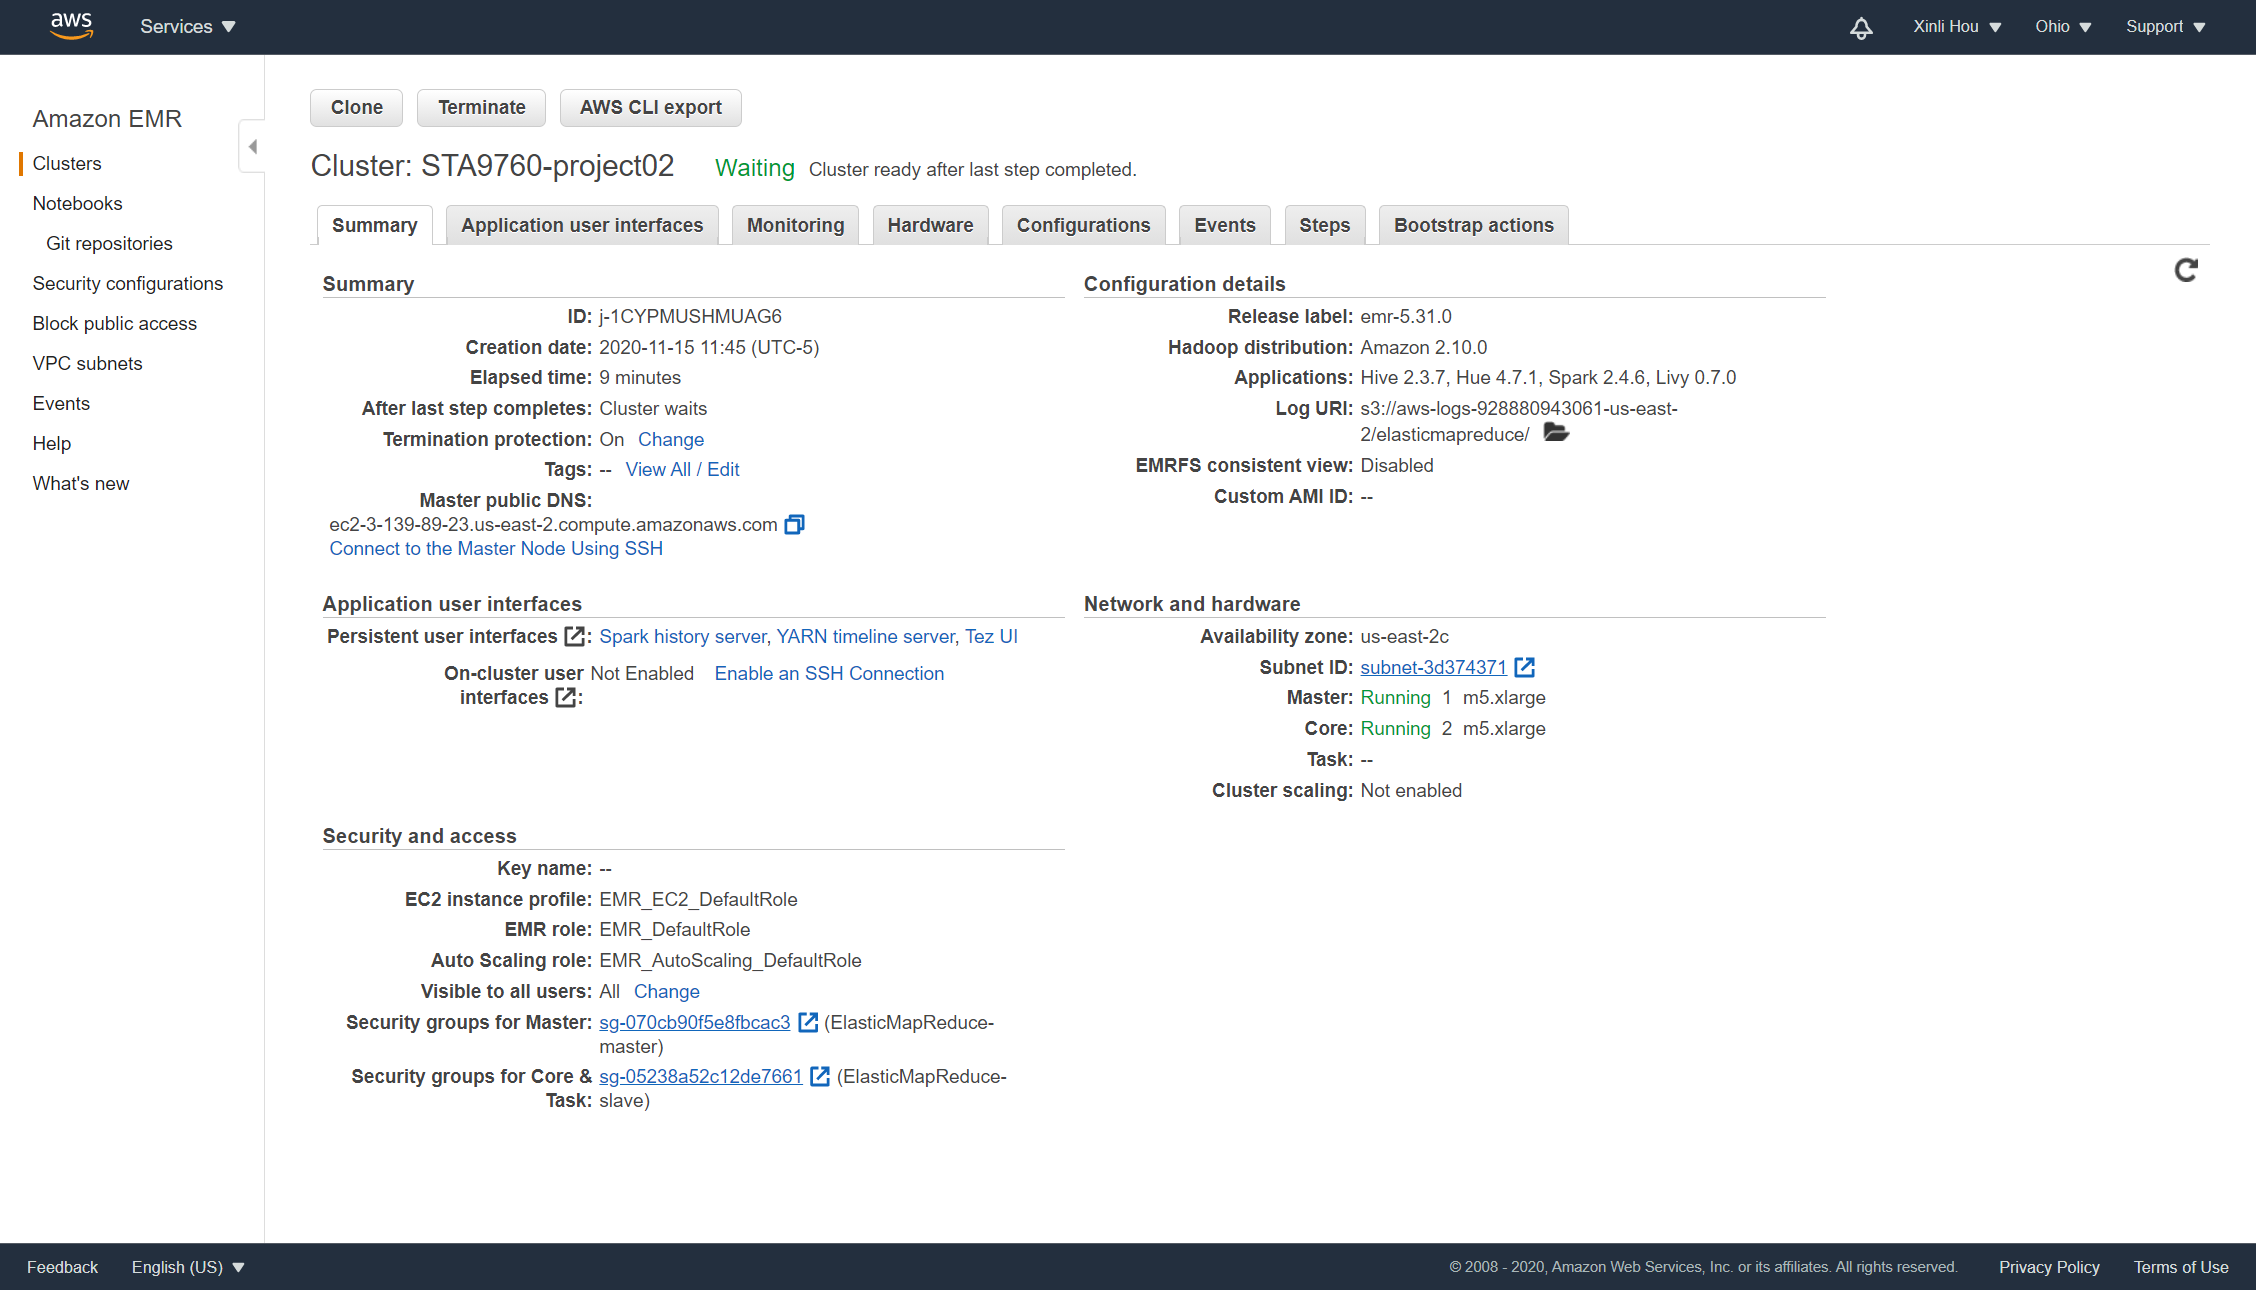 aws Services Xinli Hou Ohio Support
Amazon EMR
Clusters
Notebooks
Git repositories
Security configurations
Block public access
VPC subnets
Events
Help
What's new
Clone Terminate AWS CLI export
Cluster: STA9760-project02 Waiting Cluster ready after last step completed.
Summary Application user interfaces Monitoring Hardware Configurations Events Steps Bootstrap actions
Summary
ID: j-1CYPMUSHMUAG6
Creation date: 2020-11-15 11:45 (UTC-5)
Elapsed time: 9 minutes
After last step completes: Cluster waits
Termination protection: On Change
Tags: -- View All / Edit
Master public DNS:
ec2-3-139-89-23.us-east-2.compute.amazonaws.com
Connect to the Master Node Using SSH
Configuration details
Release label: emr-5.31.0
Hadoop distribution: Amazon 2.10.0
Applications: Hive 2.3.7, Hue 4.7.1, Spark 2.4.6, Livy 0.7.0
Log URI: s3://aws-logs-928880943061-us-east-
2/elasticmapreduce/
EMRFS consistent view: Disabled
Custom AMI ID: --
Application user interfaces
Persistent user interfaces : Spark history server, YARN timeline server, Tez UI
On-cluster user Not Enabled Enable an SSH Connection
interfaces :
Network and hardware
Availability zone: us-east-2c
Subnet ID: subnet-3d374371
Master: Running 1 m5.xlarge
Core: Running 2 m5.xlarge
Task: --
Cluster scaling: Not enabled
Security and access
Key name: --
EC2 instance profile: EMR_EC2_DefaultRole
EMR role: EMR_DefaultRole
Auto Scaling role: EMR_AutoScaling_DefaultRole
Visible to all users: All Change
Security groups for Master: sg-070cb90f5e8fbcac3 (ElasticMapReduce-
master)
Security groups for Core & sg-05238a52c12de7661 (ElasticMapReduce-
Task: slave)
Feedback English (US) © 2008 - 2020, Amazon Web Services, Inc. or its affiliates. All rights reserved. Privacy Policy Terms of Use